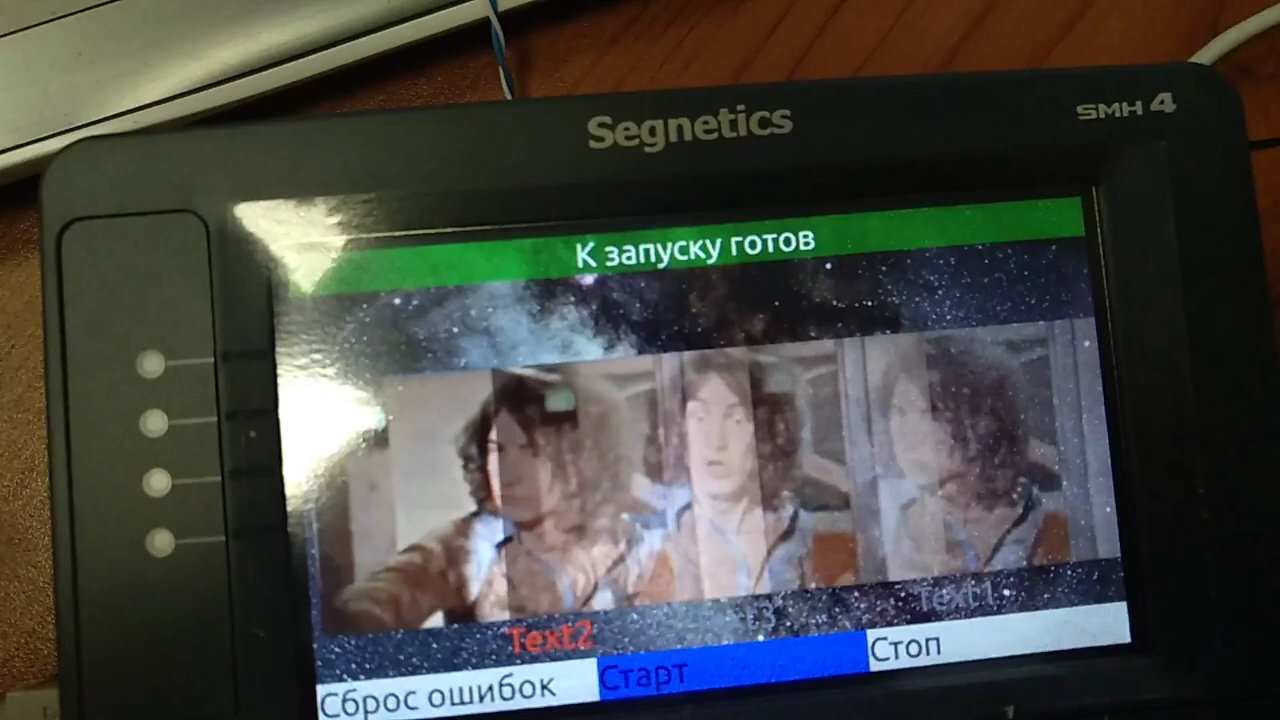 Segnetics
SMH 4
К запуску готов
Text2
Text1
Сброс ошибок
Старт
Стоп